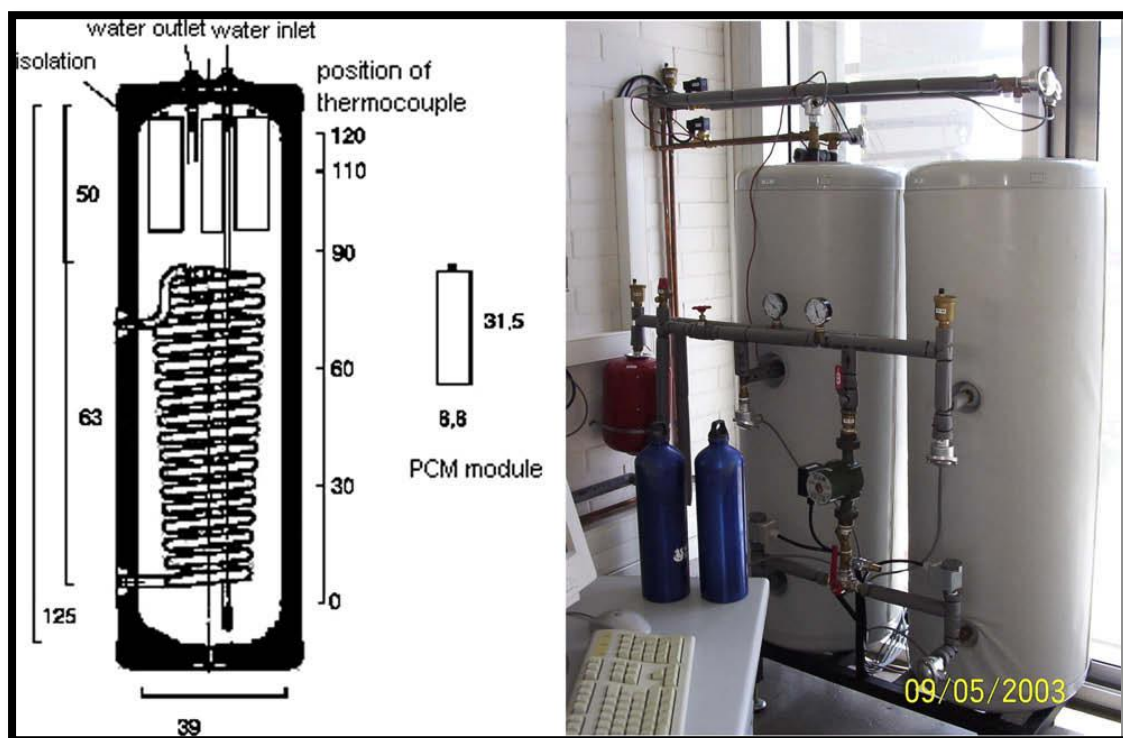 water outlet water inlet
isolation
position of
thermocouple
120
110
50
90
31,5
60
8,8
63
PCM module
30
0
125
39
09/05/2003